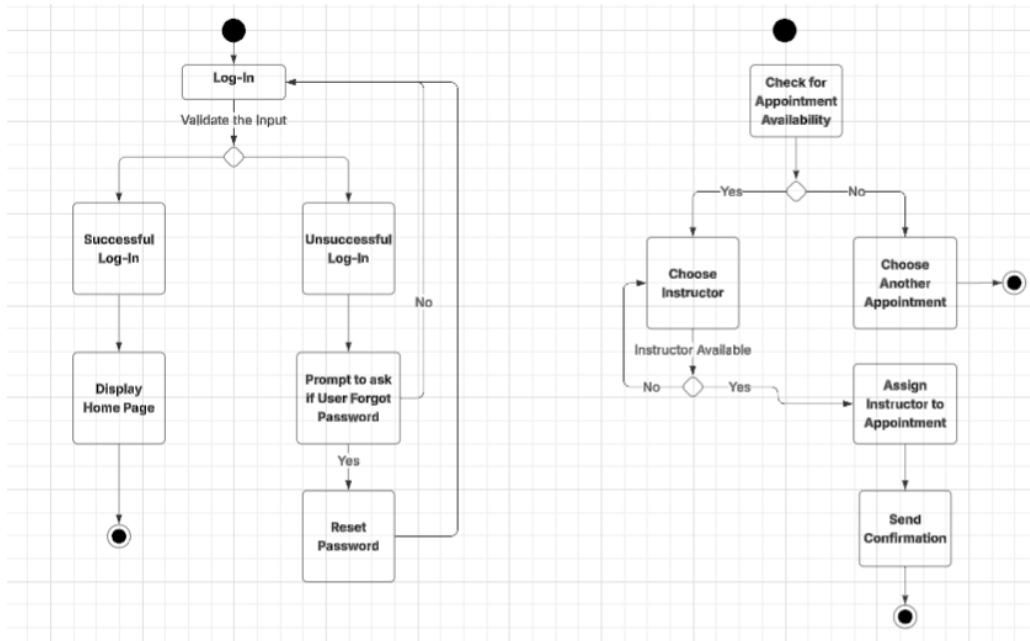 Log-In
Validate the Input
Successful
Log-In
Unsuccessful
Log-In
No
Display
Home Page
Prompt to ask
if User Forgot
Password
Yes
Reset
Password
Check for
Appointment
Availability
Yes
No
Choose
Instructor
Choose
Another
Appointment
Instructor Available
No
Yes
Assign
Instructor to
Appointment
Send
Confirmation